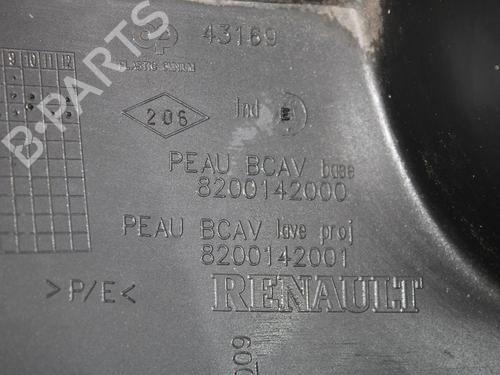 43169
PLASTIC OMNIUM
9 10 11 12
206
Ind
PEAU BCAV base
8200142000
PEAU BCAV lave proj
8200142001
>P/E<
RENAULT
009
B-PARTS